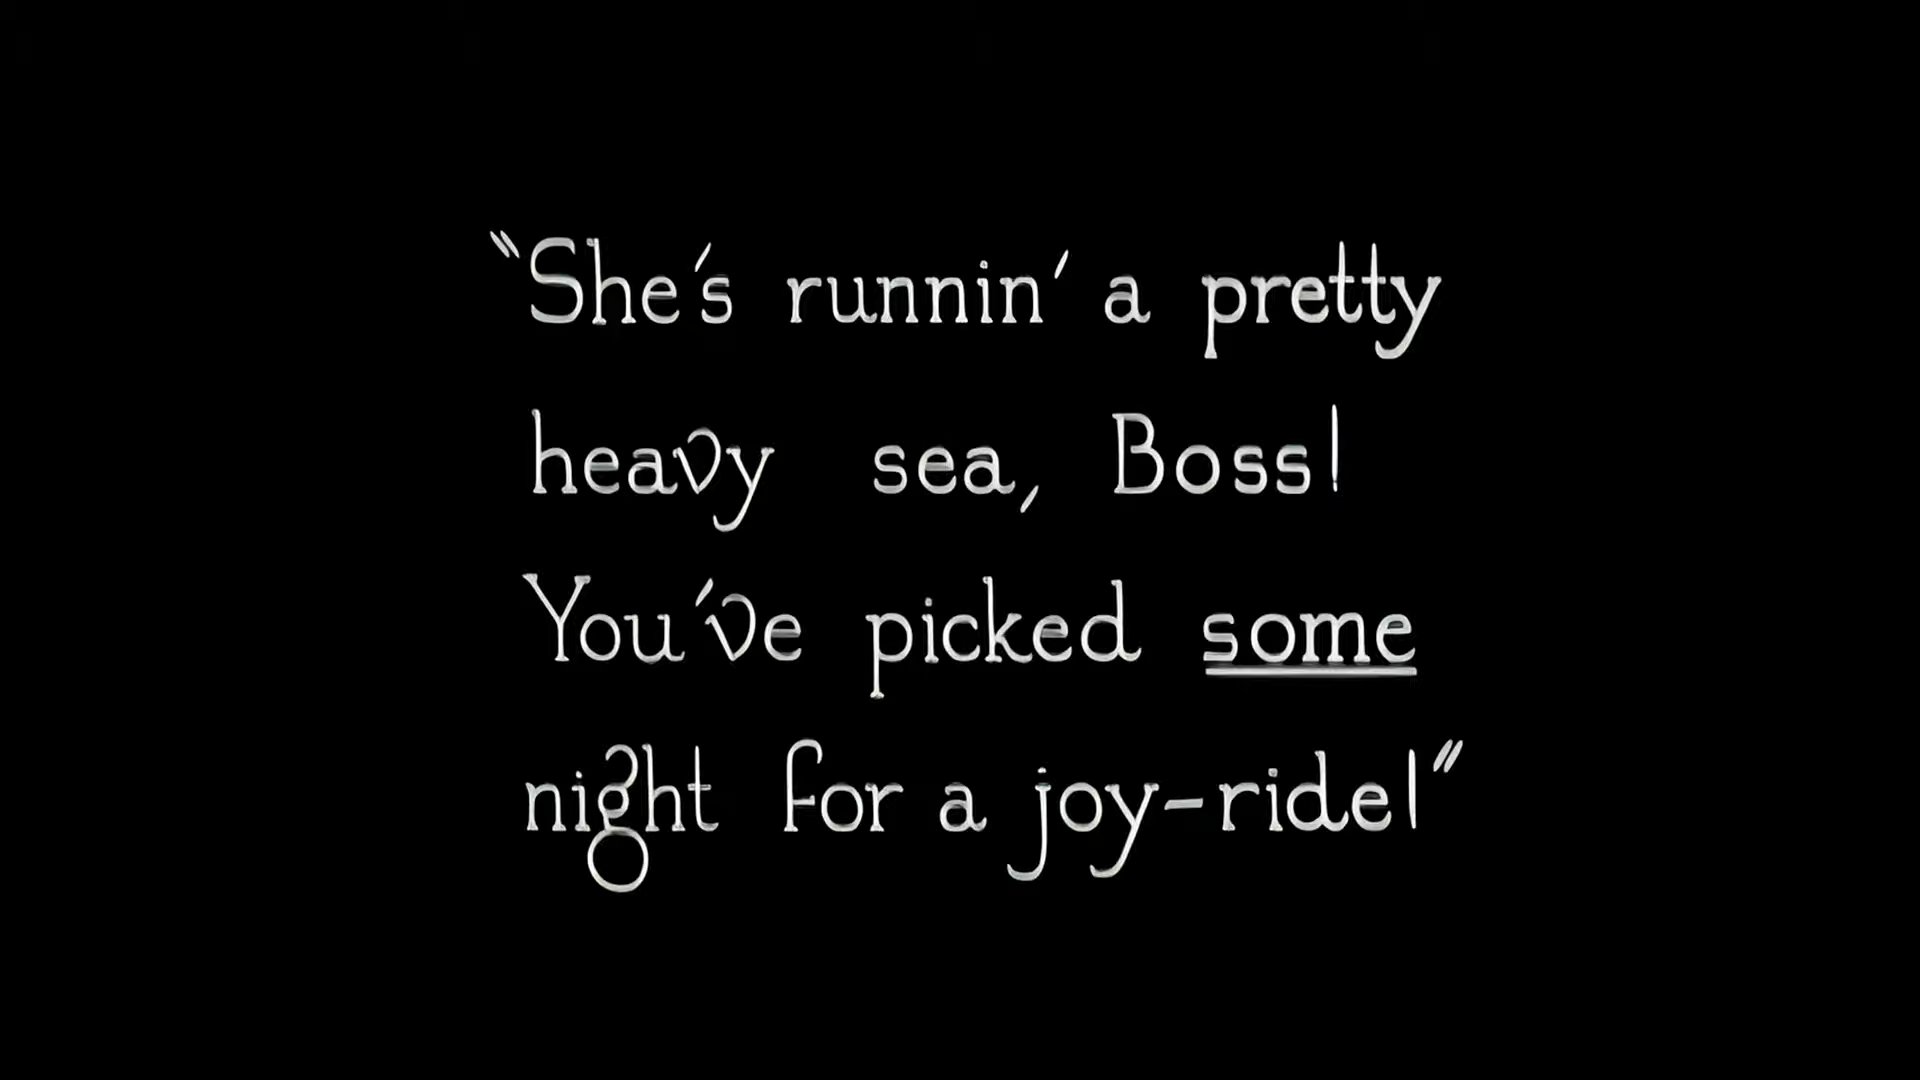 “She's runnin' a pretty
heavy sea, Boss!
You've picked some
night for a joy-ride!”